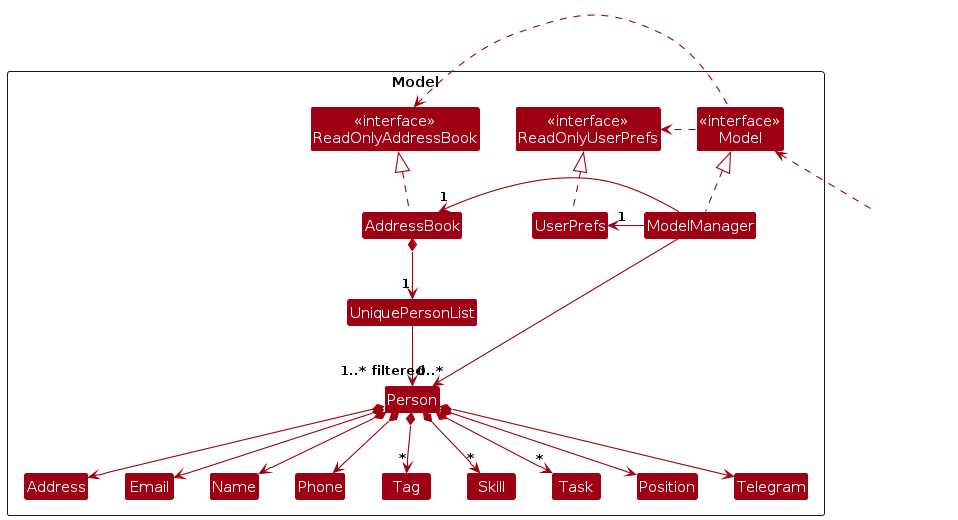 Model
«interface»
ReadOnlyAddressBook
«interface»
ReadOnlyUserPrefs
«interface»
Model
1
AddressBook
UserPrefs
1
ModelManager
1
UniquePersonList
1..* filtered
0..*
Person
*
*
*
Address
Email
Name
Phone
Tag
Skill
Task
Position
Telegram